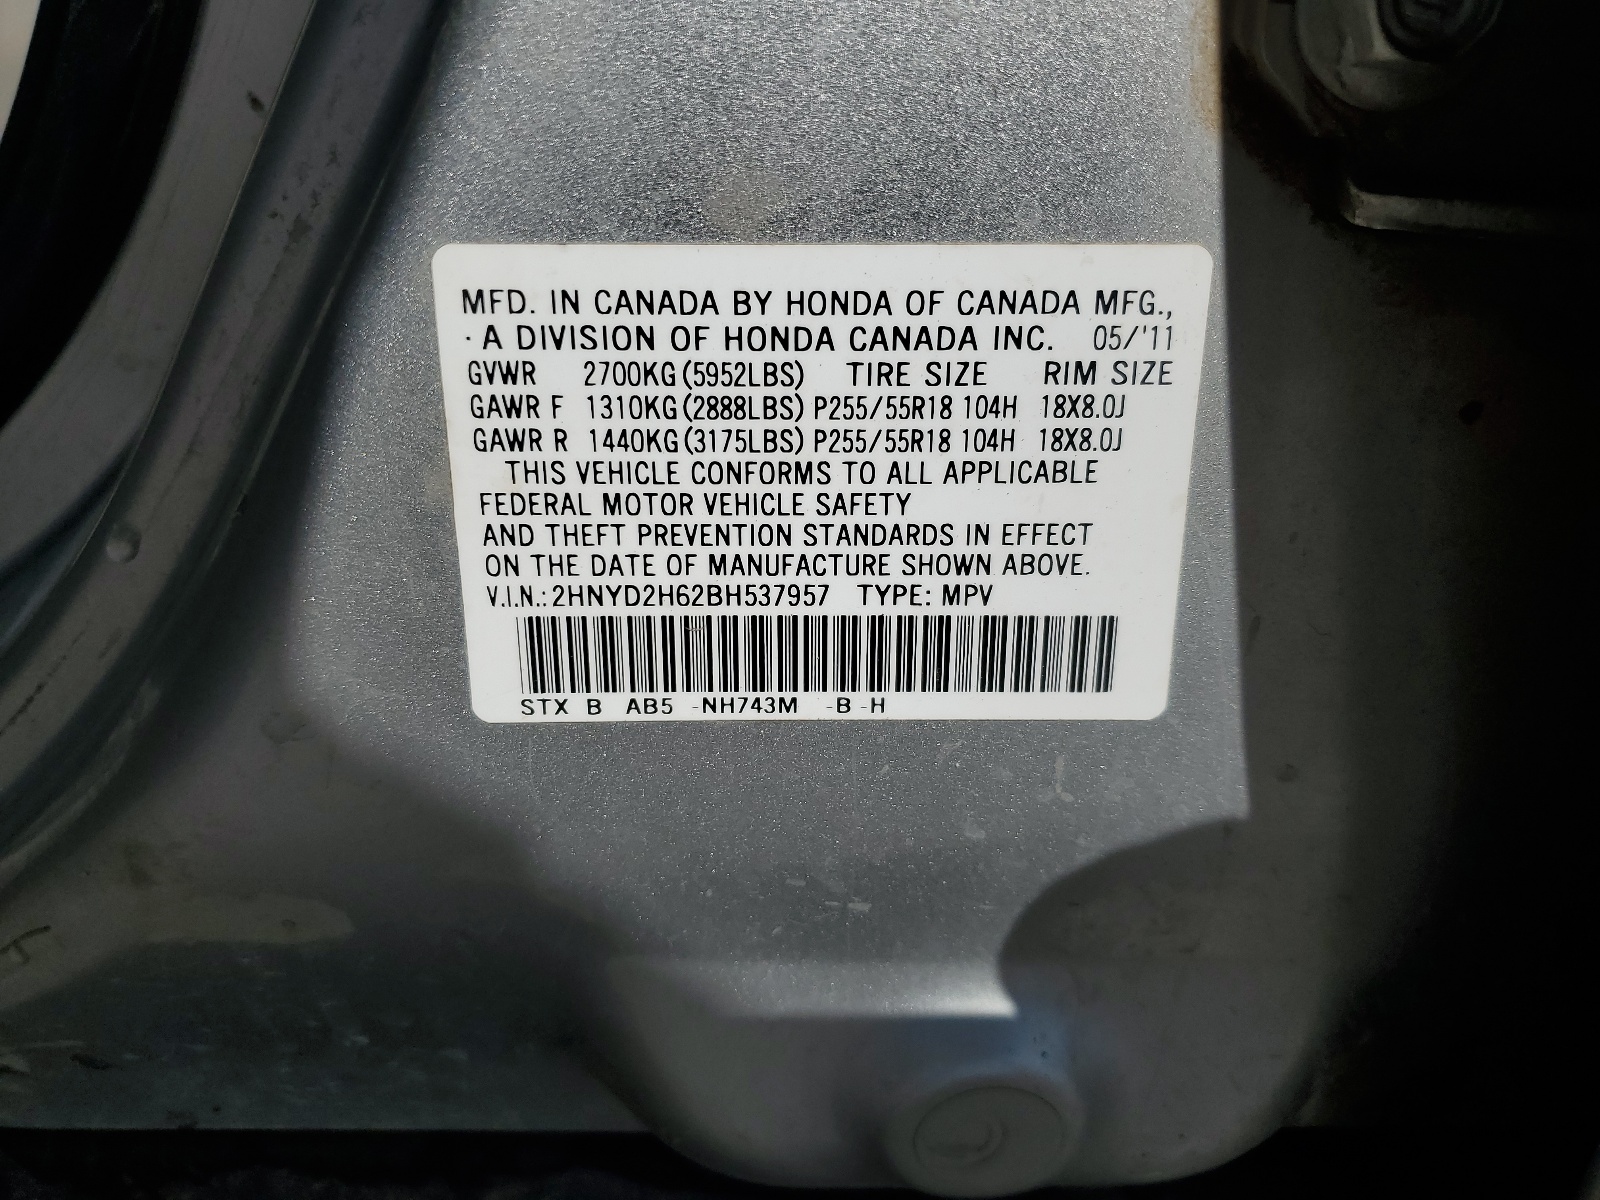 MFD. IN CANADA BY HONDA OF CANADA MFG.,
· A DIVISION OF HONDA CANADA INC. 05/'11
GVWR 2700KG (5952LBS) TIRE SIZE RIM SIZE
GAWR F 1310KG (2888LBS) P255/55R18 104H 18X8.0J
GAWR R 1440KG (3175LBS) P255/55R18 104H 18X8.0J
THIS VEHICLE CONFORMS TO ALL APPLICABLE
FEDERAL MOTOR VEHICLE SAFETY
AND THEFT PREVENTION STANDARDS IN EFFECT
ON THE DATE OF MANUFACTURE SHOWN ABOVE.
V.I.N.: 2HNYD2H62BH537957 TYPE: MPV
STX B AB5 -NH743M -B -H